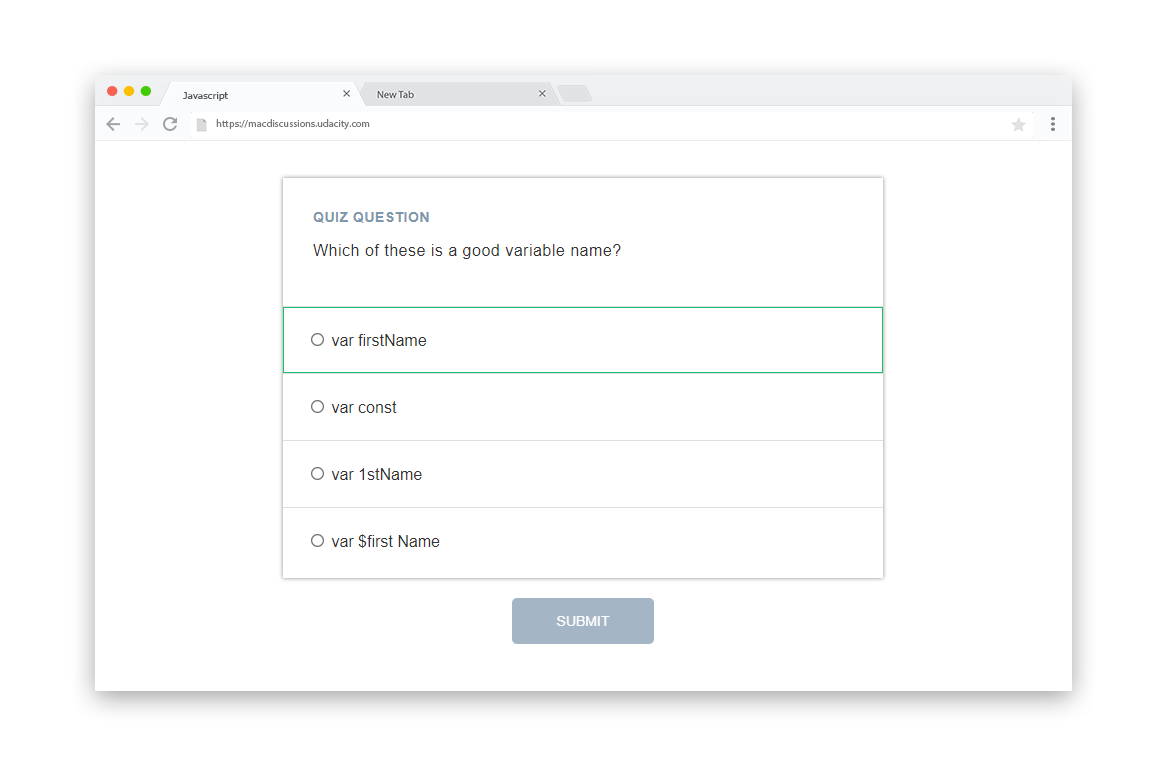 Javascript
New Tab
https://macdiscussions.udacity.com
QUIZ QUESTION
Which of these is a good variable name?
var firstName
var const
var 1stName
var $first Name
SUBMIT